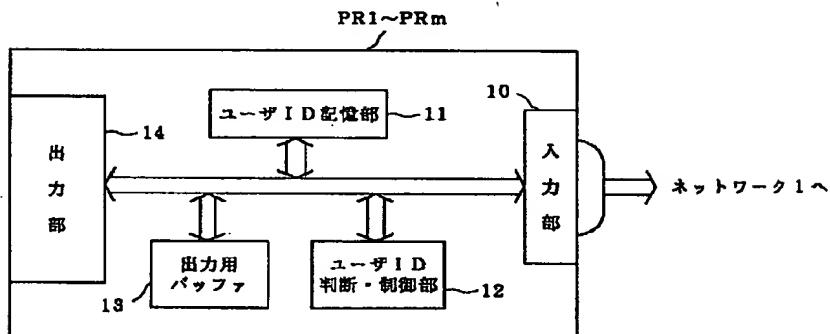 PR1~PRm
10
ユーザID記憶部
11
14
出力部
入力部
ネットワーク1へ
出力用
バッファ
13
ユーザID
判断・制御部
12